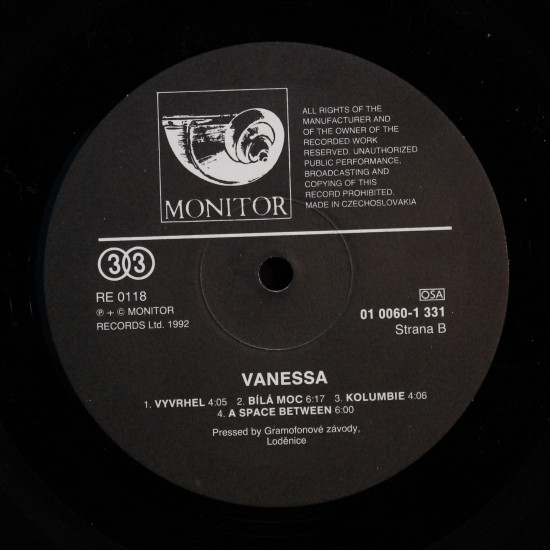 MONITOR
ALL RIGHTS OF THE
MANUFACTURER AND
OF THE OWNER OF THE
RECORDED WORK
RESERVED. UNAUTHORIZED
PUBLIC PERFORMANCE,
BROADCASTING AND
COPYING OF THIS
RECORD PROHIBITED.
MADE IN CZECHOSLOVAKIA
33
RE 0118
℗ + © MONITOR
RECORDS Ltd. 1992
OSA
01 0060-1 331
Strana B
VANESSA
1. VYVRHEL 4:05 2. BÍLÁ MOC 6:17 3. KOLUMBIE 4:06
4. A SPACE BETWEEN 6:00
Pressed by Gramofonové závody,
Loděnice